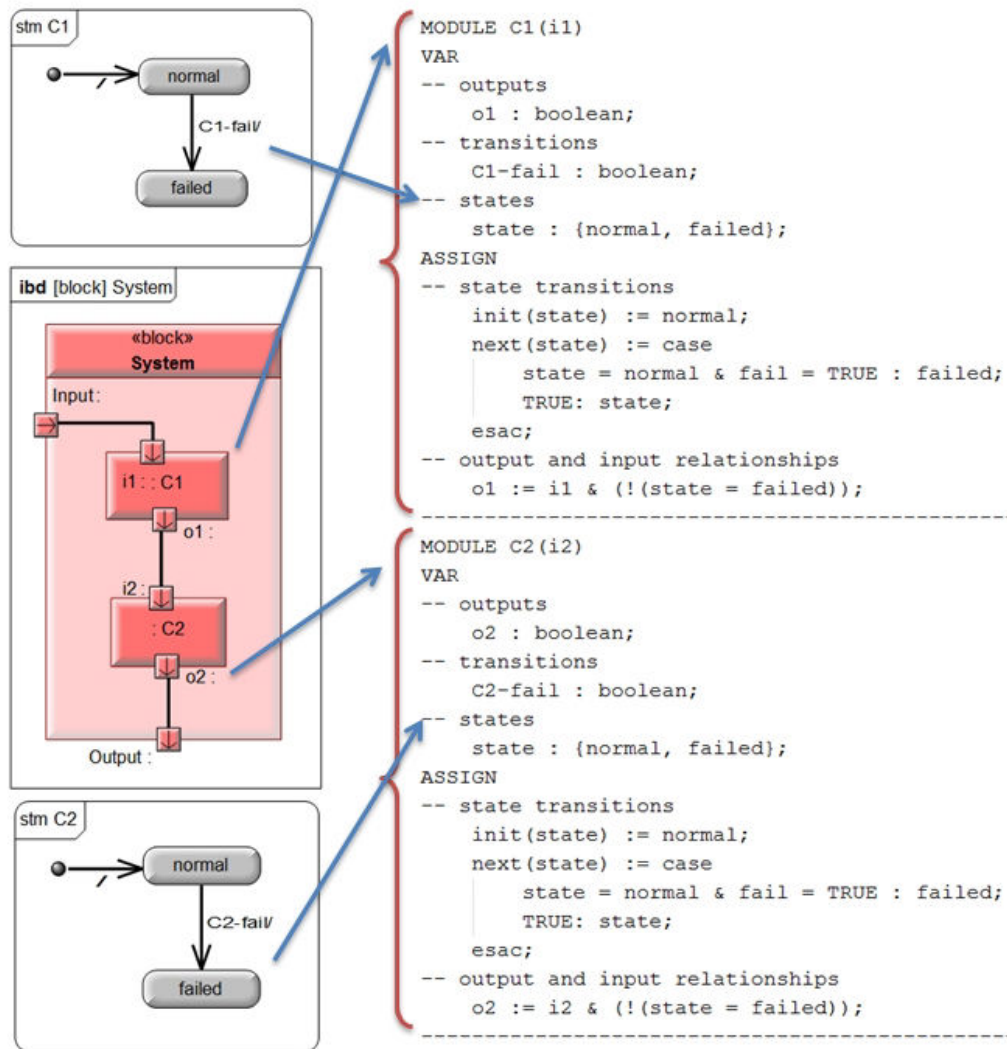 stm C1
normal
C1-fail/
failed
ibd [block] System
«block»
System
Input:
i1 : : C1
o1 :
i2:
: C2
o2 :
Output :
stm C2
normal
C2-fail/
failed
MODULE C1(i1)
VAR
-- outputs
o1 : boolean;
-- transitions
C1-fail : boolean;
-- states
state : {normal, failed};
ASSIGN
-- state transitions
init(state) := normal;
next(state) := case
state = normal & fail = TRUE : failed;
TRUE: state;
esac;
-- output and input relationships
o1 := i1 & (!(state = failed));
MODULE C2(i2)
VAR
-- outputs
o2 : boolean;
-- transitions
C2-fail : boolean;
-- states
state : {normal, failed};
ASSIGN
-- state transitions
init(state) := normal;
next(state) := case
state = normal & fail = TRUE : failed;
TRUE: state;
esac;
-- output and input relationships
o2 := i2 & (!(state = failed));